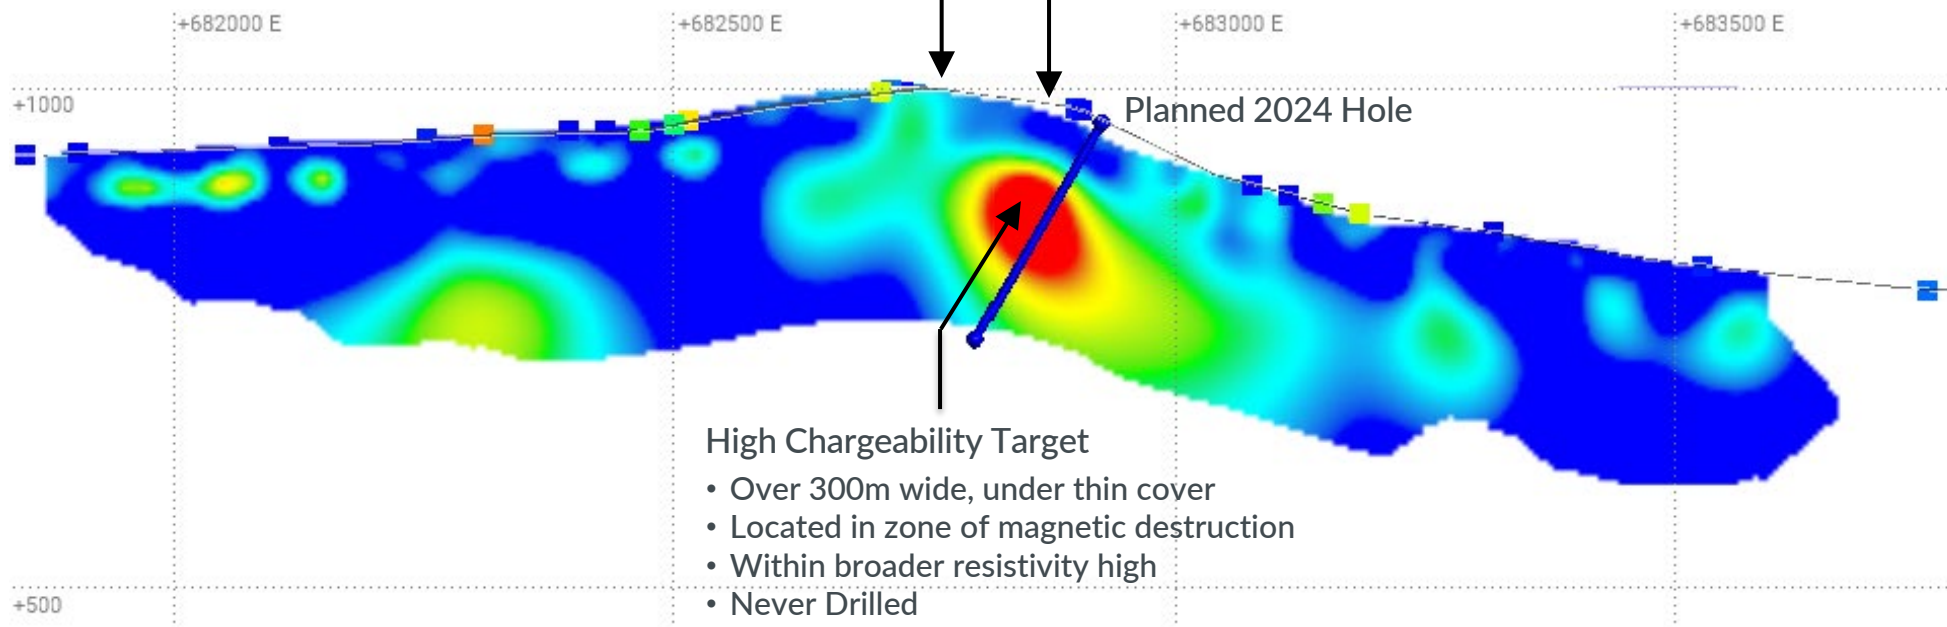 +682000 E
+682500 E
+683000 E
+683500 E
+1000
Planned 2024 Hole
High Chargeability Target
• Over 300m wide, under thin cover
• Located in zone of magnetic destruction
• Within broader resistivity high
• Never Drilled
+500